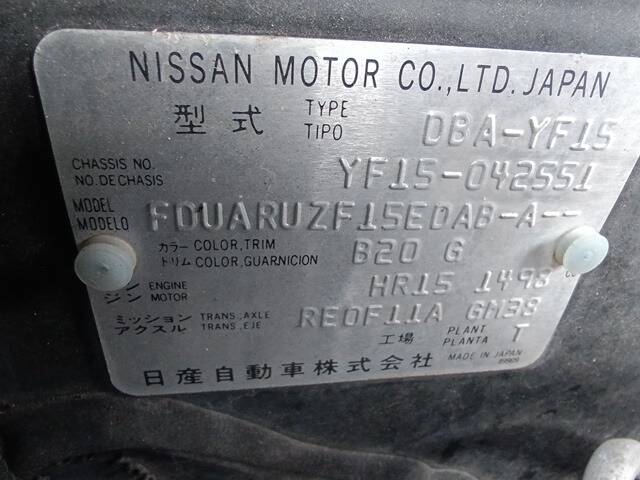 NISSAN MOTOR CO.,LTD. JAPAN
型式 TYPE TIPO DBA-YF15
CHASSIS NO. NO. DE CHASIS YF15-042551
MODEL MODELO FDUARUZF15EDAB-A--
カラー COLOR,TRIM
トリム COLOR,GUARNICION B20 G
ENGINE
ジン MOTOR HR15 1498 CC
ミッション TRANS.,AXLE
アクスル TRANS.,EJE RE0F11A GM38
工場 PLANT PLANTA T
日産自動車株式会社 MADE IN JAPAN